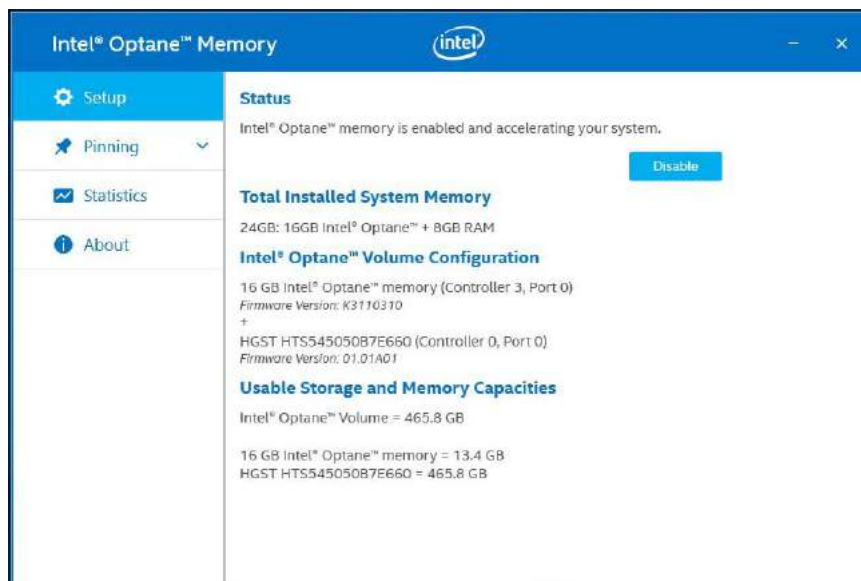 Intel® Optane™ Memory
intel
Setup
Pinning
Statistics
About
Status
Intel® Optane™ memory is enabled and accelerating your system.
Disable
Total Installed System Memory
24GB: 16GB Intel® Optane™ + 8GB RAM
Intel® Optane™ Volume Configuration
16 GB Intel® Optane™ memory (Controller 3, Port 0)
Firmware Version: K3110310
+
HGST HTS545050B7E660 (Controller 0, Port 0)
Firmware Version: 01.01A01
Usable Storage and Memory Capacities
Intel® Optane™ Volume = 465.8 GB
16 GB Intel® Optane™ memory = 13.4 GB
HGST HTS545050B7E660 = 465.8 GB